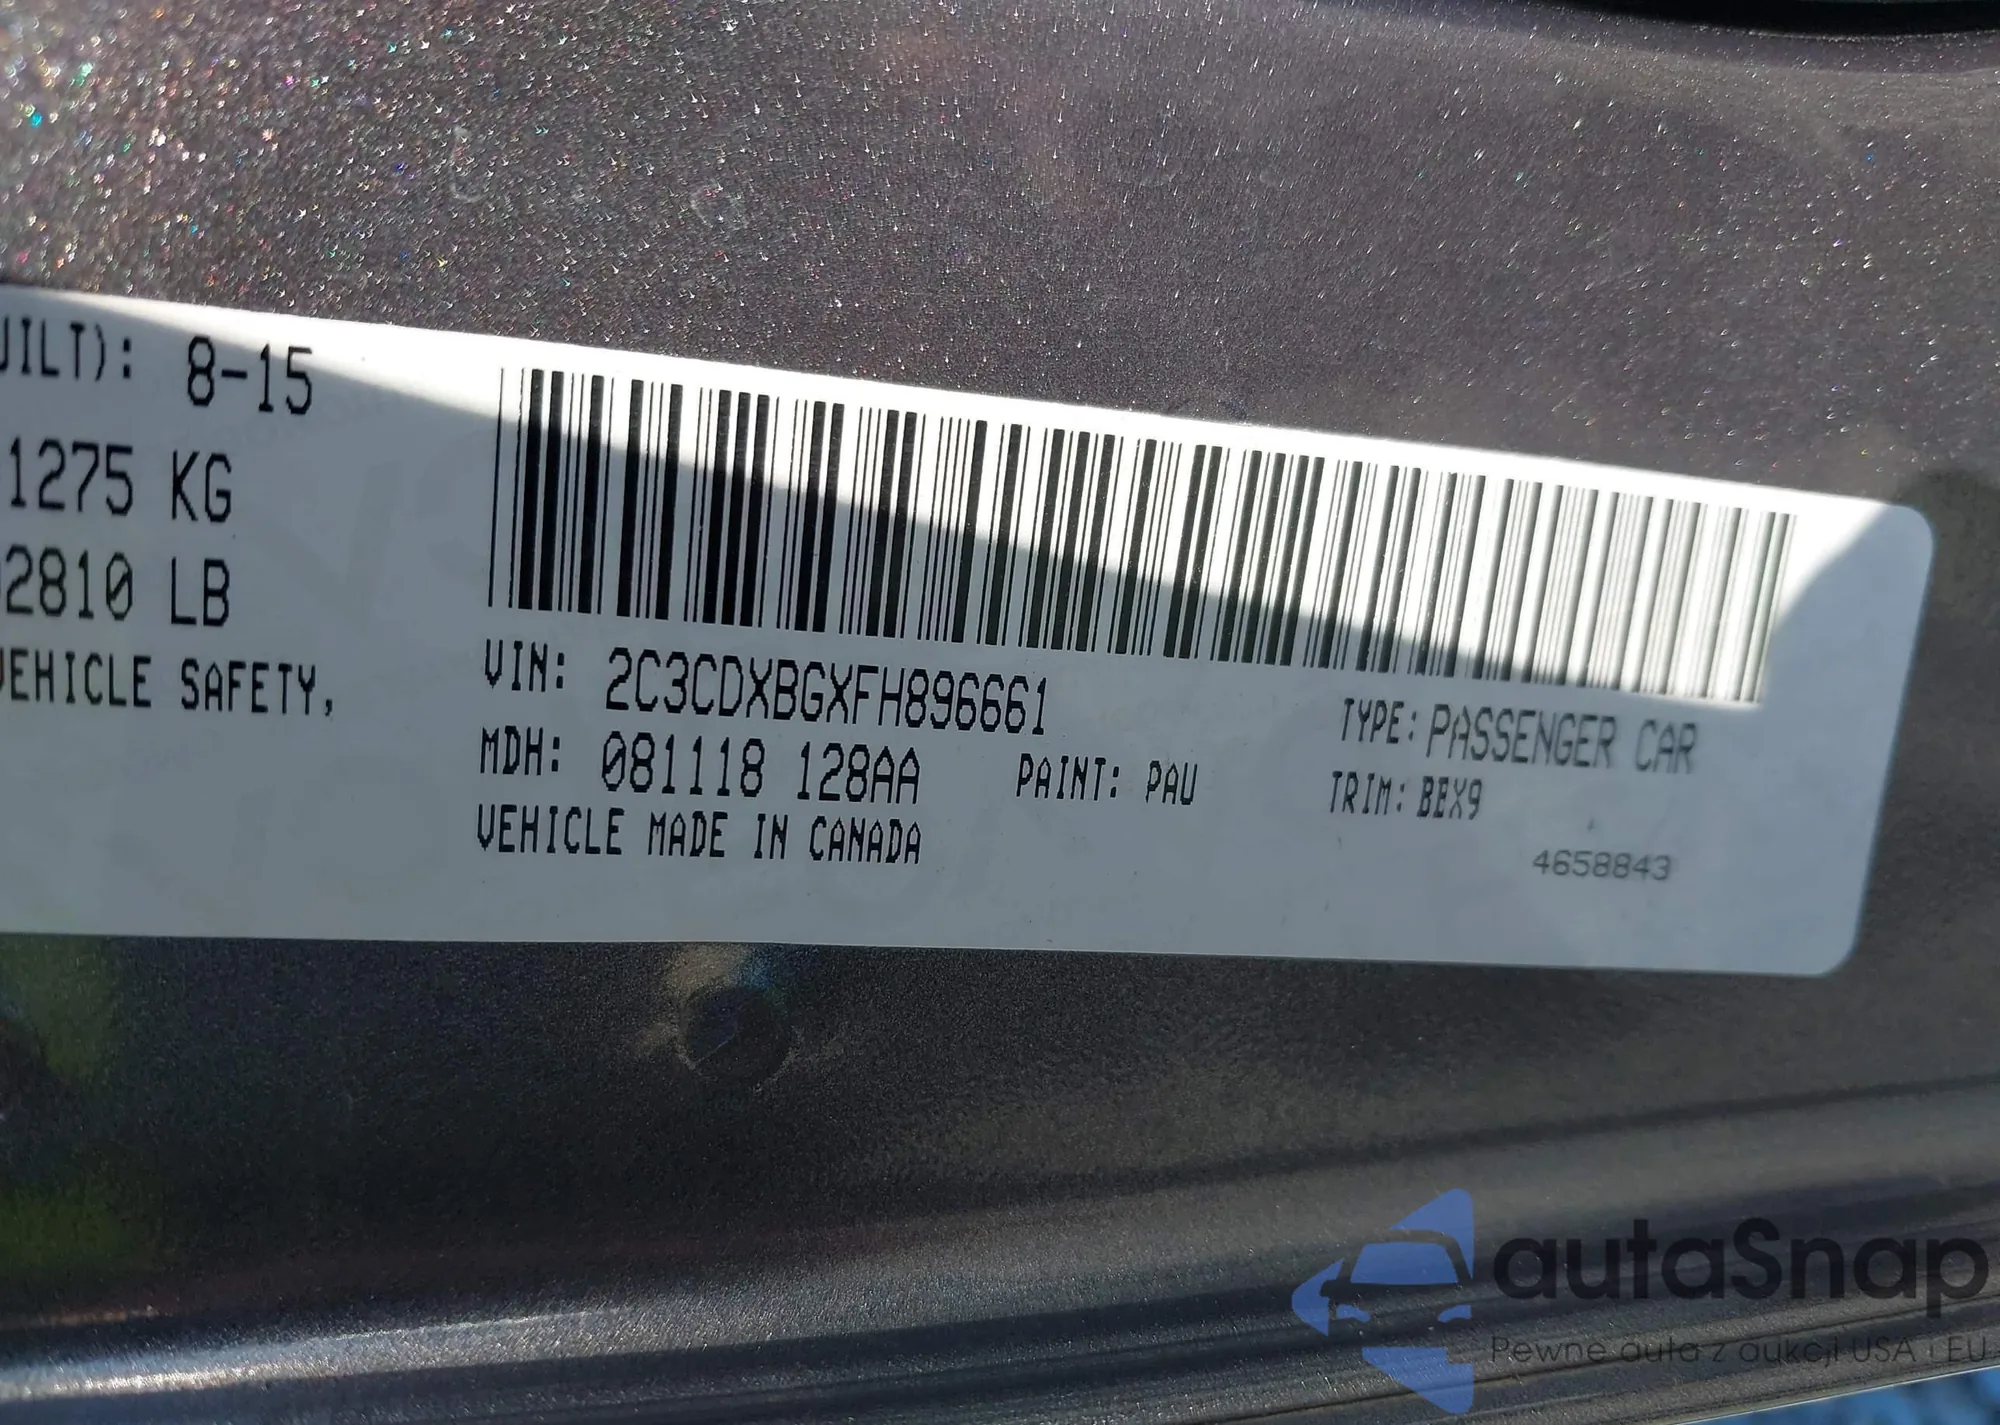 UILT): 8-15
1275 KG
2810 LB
VEHICLE SAFETY,
VIN: 2C3CDXBGXFH896661
TYPE: PASSENGER CAR
MDH: 081118 128AA PAINT: PAU
TRIM: BBX9
VEHICLE MADE IN CANADA
4658843
autaSnap
Pewne auta z aukcji USA i EU